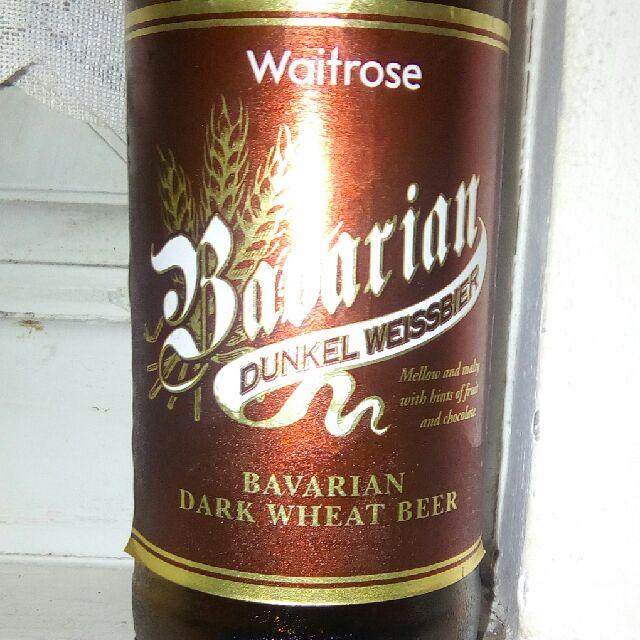 Waitrose
Bavarian
DUNKEL WEISSBIER
Mellow and malty
with hints of fruit
and chocolate.
BAVARIAN
DARK WHEAT BEER